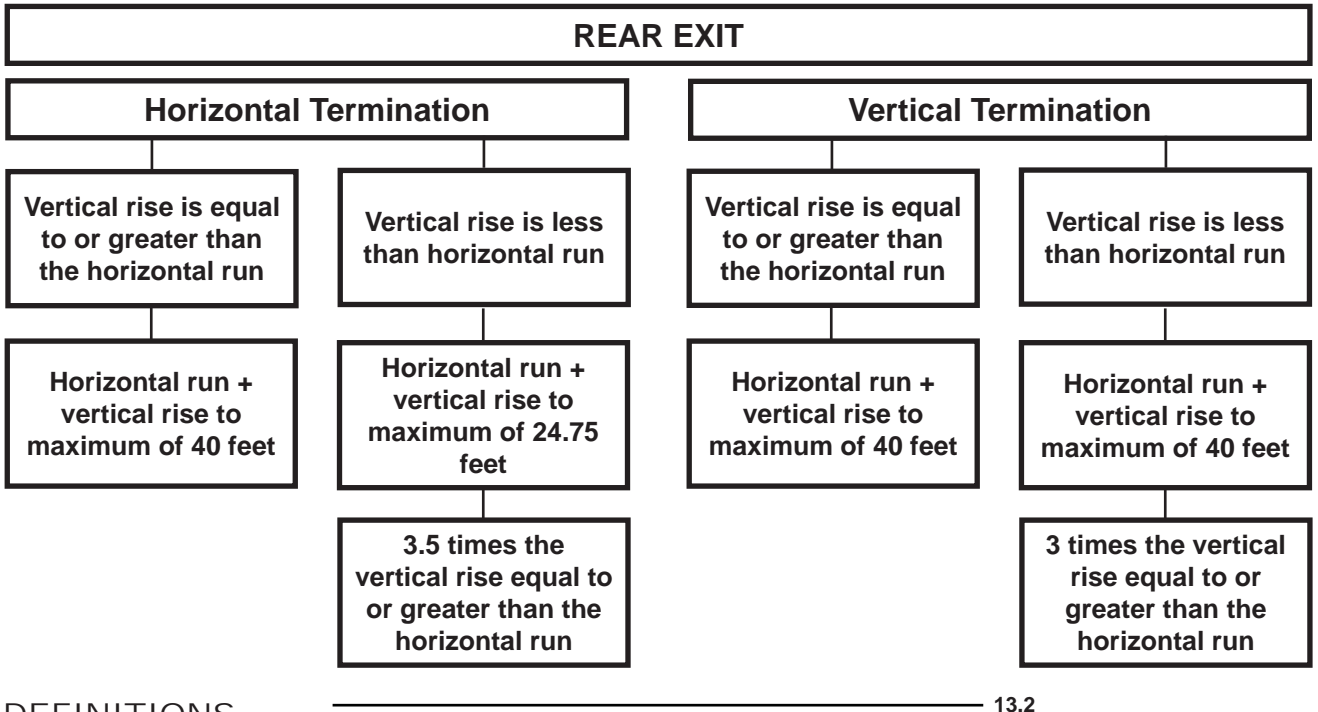 REAR EXIT
Horizontal Termination
Vertical rise is equal
to or greater than
the horizontal run
Horizontal run +
vertical rise to
maximum of 40 feet
Vertical rise is less
than horizontal run
Horizontal run +
vertical rise to
maximum of 24.75
feet
3.5 times the
vertical rise equal to
or greater than the
horizontal run
Vertical Termination
Vertical rise is equal
to or greater than
the horizontal run
Horizontal run +
vertical rise to
maximum of 40 feet
Vertical rise is less
than horizontal run
Horizontal run +
vertical rise to
maximum of 40 feet
3 times the vertical
rise equal to or
greater than the
horizontal run
DEFINITIONS
13.2